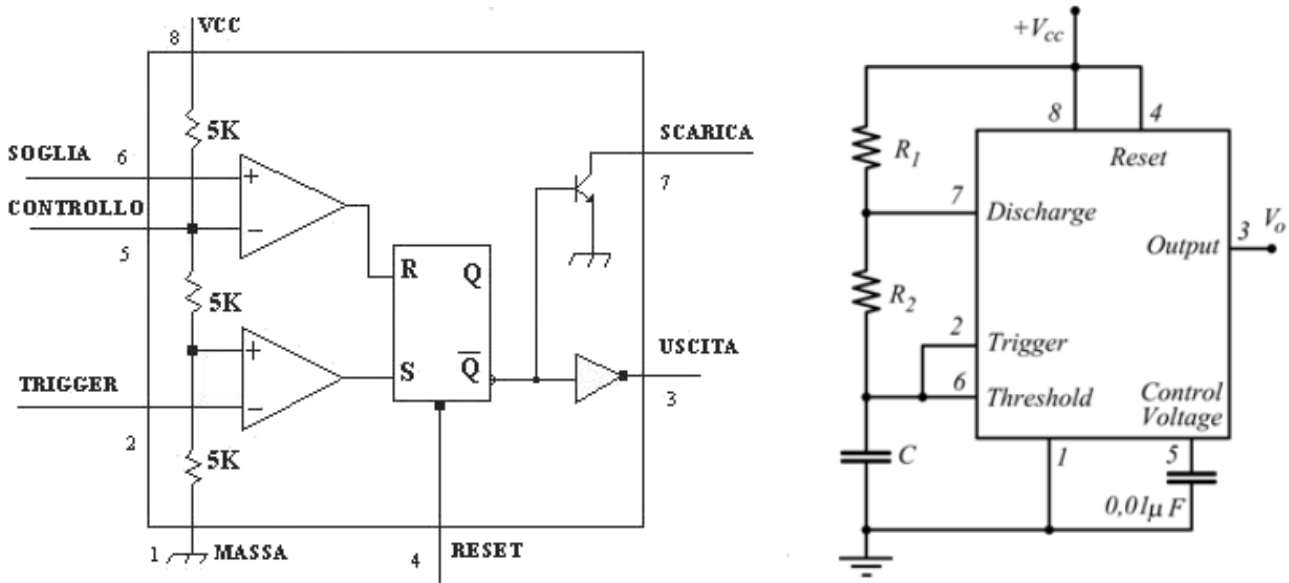 VCC
8
5K
SOGLIA
6
+
CONTROLLO
−
5
5K
R
Q
+
S
Q̅
TRIGGER
−
2
5K
1
MASSA
4
RESET
SCARICA
7
USCITA
3
+Vcc
8
4
R1
Reset
7
Discharge
Output
3
Vo
R2
2
Trigger
6
Threshold
Control
Voltage
C
1
5
0,01μF